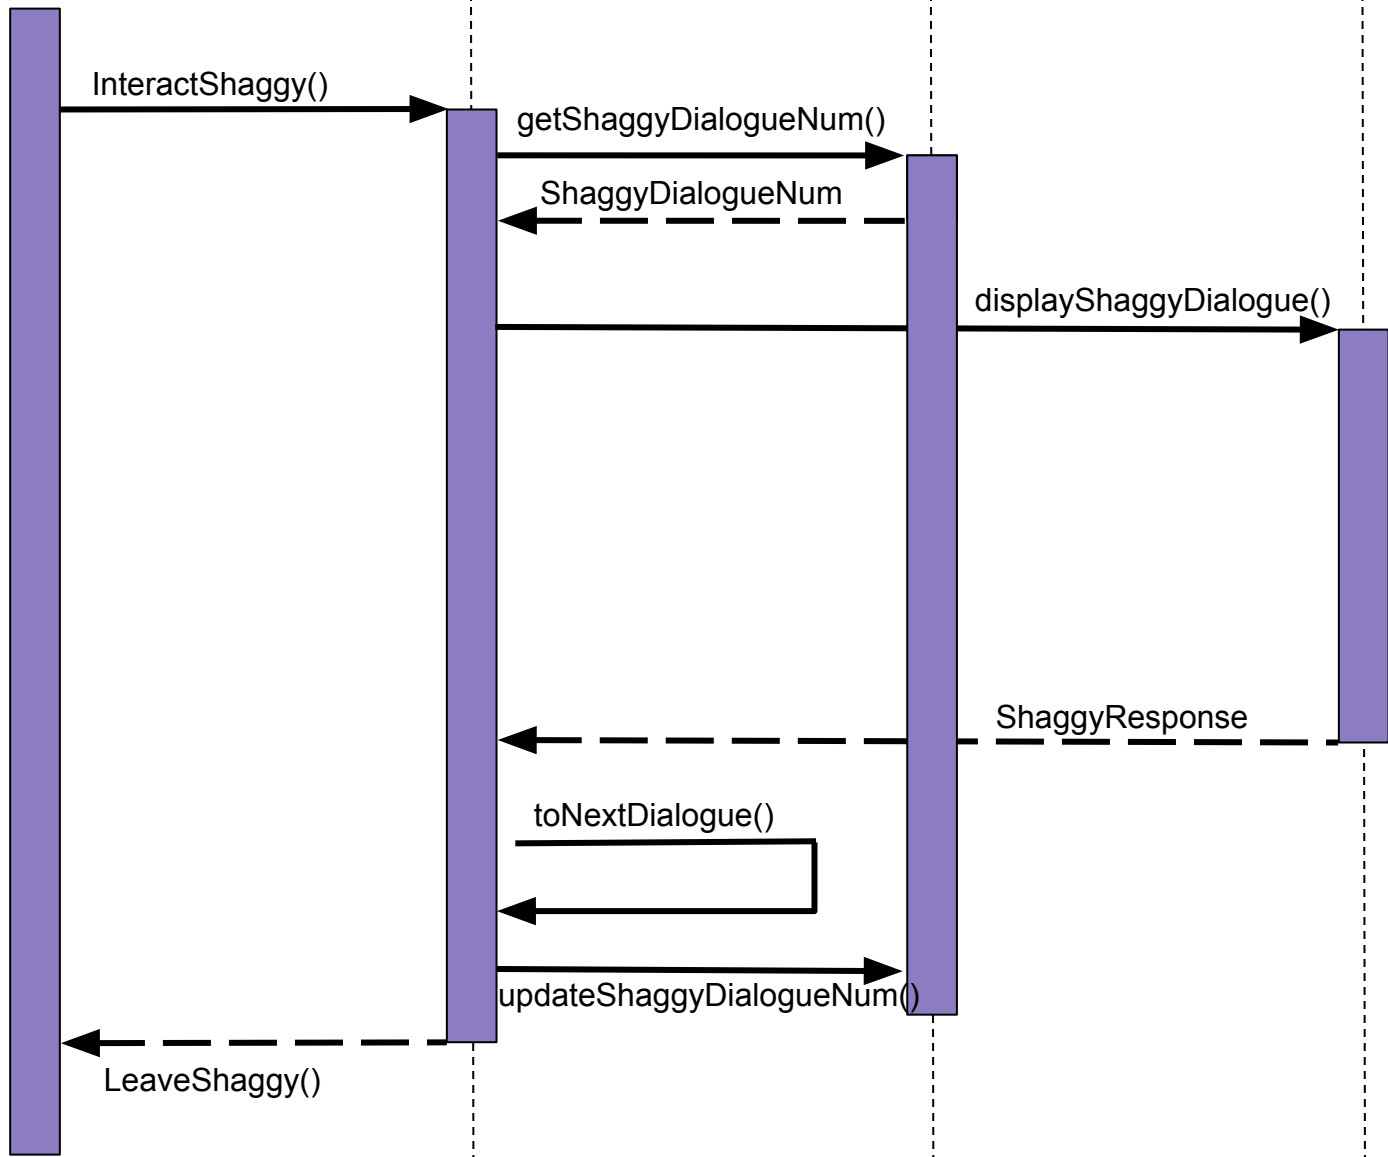 InteractShaggy()
getShaggyDialogueNum()
ShaggyDialogueNum
displayShaggyDialogue()
ShaggyResponse
toNextDialogue()
updateShaggyDialogueNum()
LeaveShaggy()